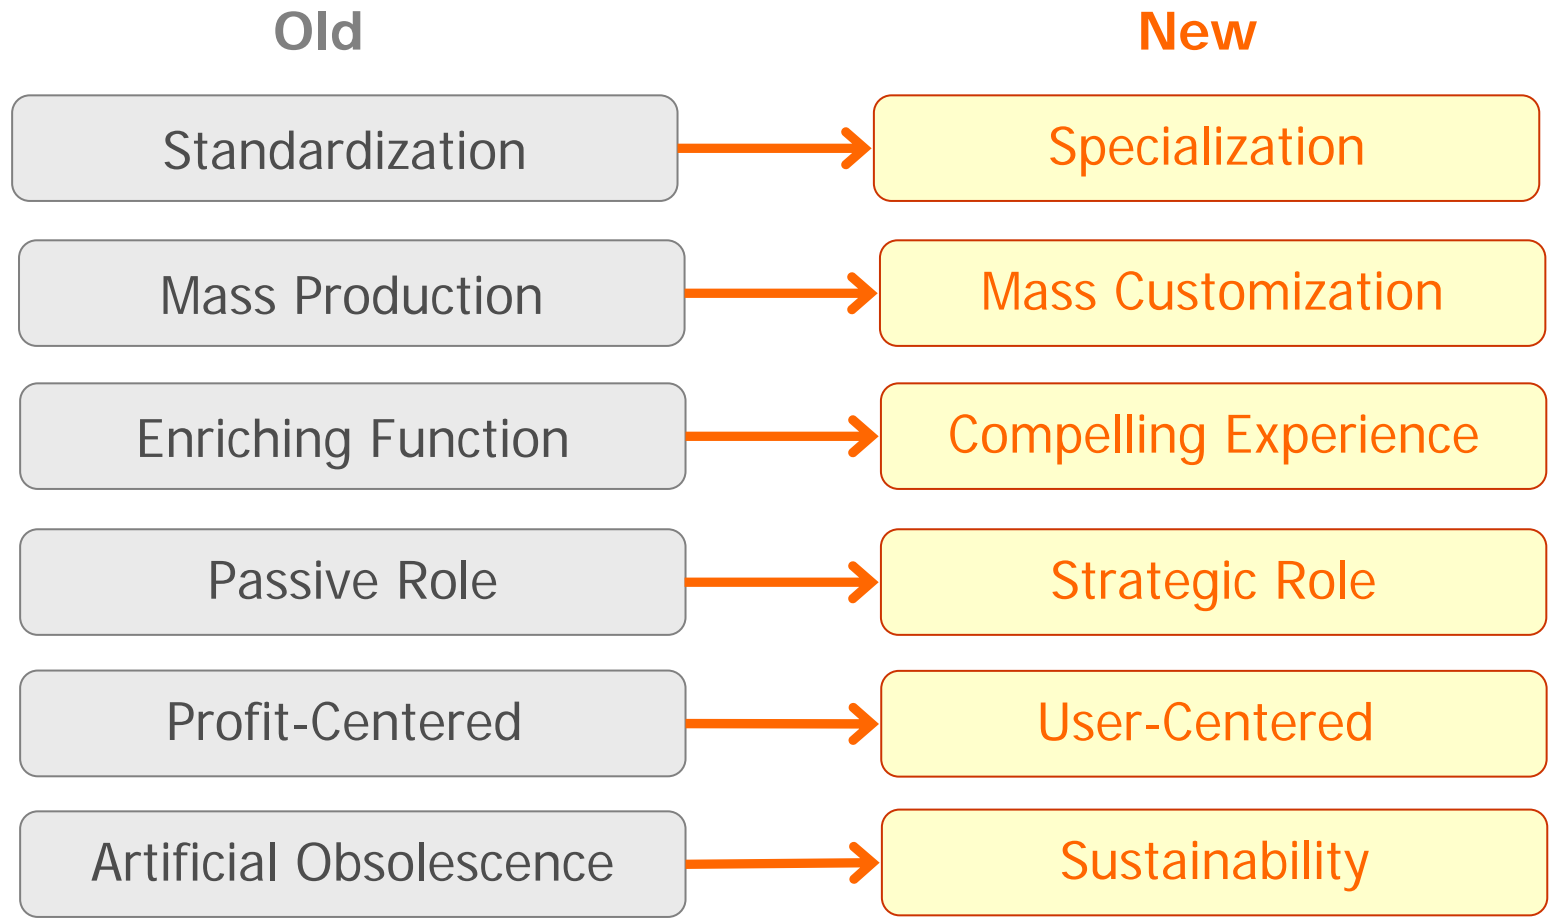 Old
New
Standardization
Specialization
Mass Production
Mass Customization
Enriching Function
Compelling Experience
Passive Role
Strategic Role
Profit-Centered
User-Centered
Artificial Obsolescence
Sustainability